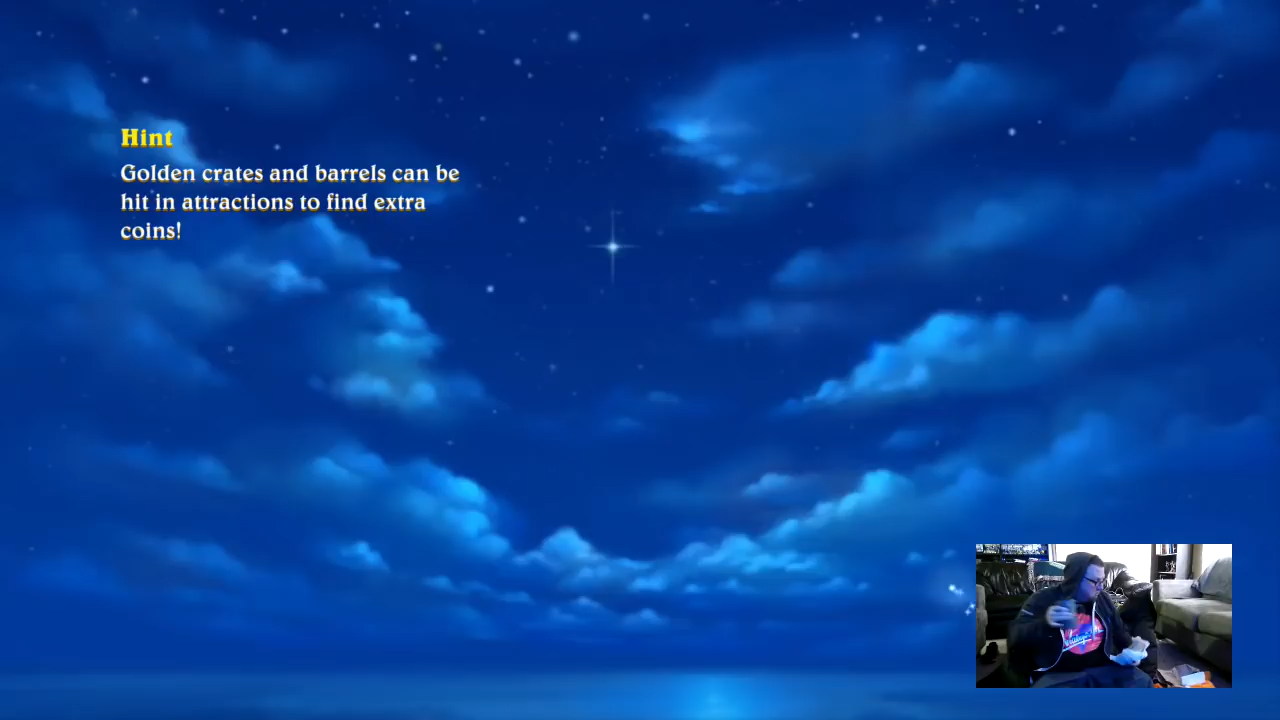 Hint
Golden crates and barrels can be
hit in attractions to find extra
coins!